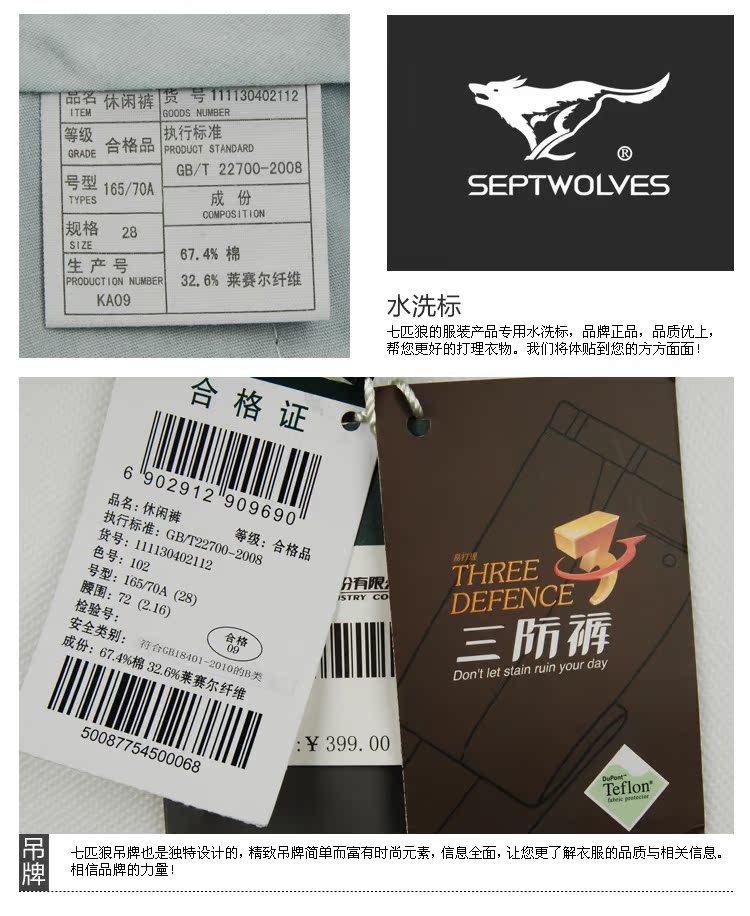 品名 休闲裤 货 号 111130402112
ITEM GOODS NUMBER
等级 合格品 执行标准
GRADE PRODUCT STANDARD
GB/T 22700-2008
号型 165/70A
TYPES
成 份
COMPOSITION
规格 28
SIZE
67.4% 棉
生 产 号
PRODUCTION NUMBER
32.6% 莱赛尔纤维
KA09
®
SEPTWOLVES
水洗标
七匹狼的服装产品专用水洗标，品牌正品，品质优上，
帮您更好的打理衣物。我们将体贴到您的方方面面！
合格证
6 902912 909690
品名：休闲裤
执行标准：GB/T22700-2008 等级：合格品
货号：111130402112
色号：102
号型：165/70A (28)
腰围：72 (2.16)
检验号：
合格
09
安全类别： 符合GB18401-2010的B类
成份：67.4%棉 32.6%莱赛尔纤维
50087754500068
份有限
STRY CO
:￥399.00
THREE
DEFENCE
三防裤
Don't let stain ruin your day
DuPont™
Teflon®
fabric protector
吊牌
七匹狼吊牌也是独特设计的，精致吊牌简单而富有时尚元素，信息全面，让您更了解衣服的品质与相关信息。
相信品牌的力量！